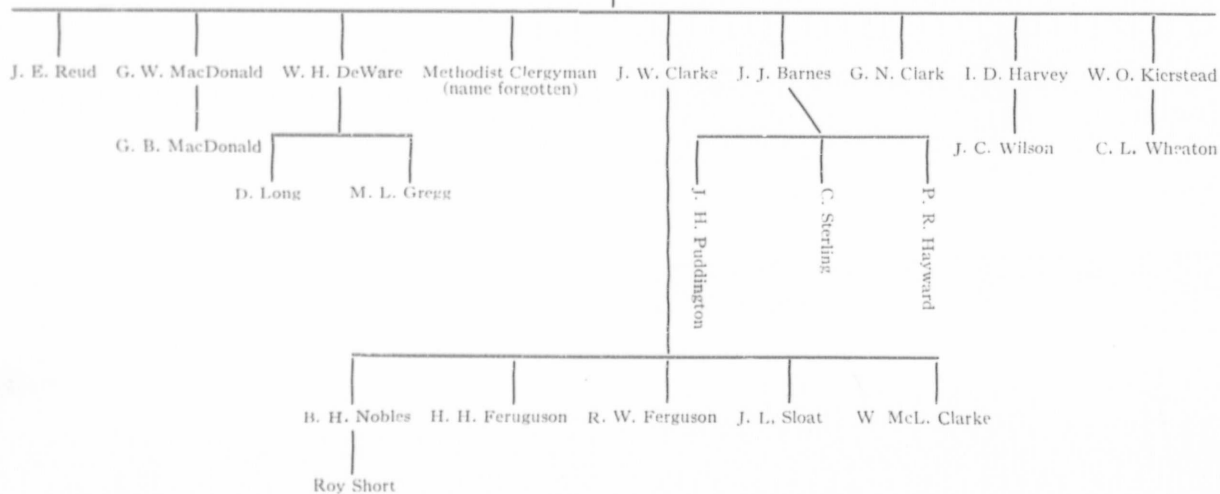 J. E. Reud G. W. MacDonald W. H. DeWare Methodist Clergyman J. W. Clarke J. J. Barnes G. N. Clark I. D. Harvey W. O. Kierstead
(name forgotten)
G. B. MacDonald J. C. Wilson C. L. Wheaton
D. Long M. L. Gregg
J. H. Puddington
C. Sterling
P. R. Hayward
B. H. Nobles H. H. Feruguson R. W. Ferguson J. L. Sloat W McL. Clarke
Roy Short